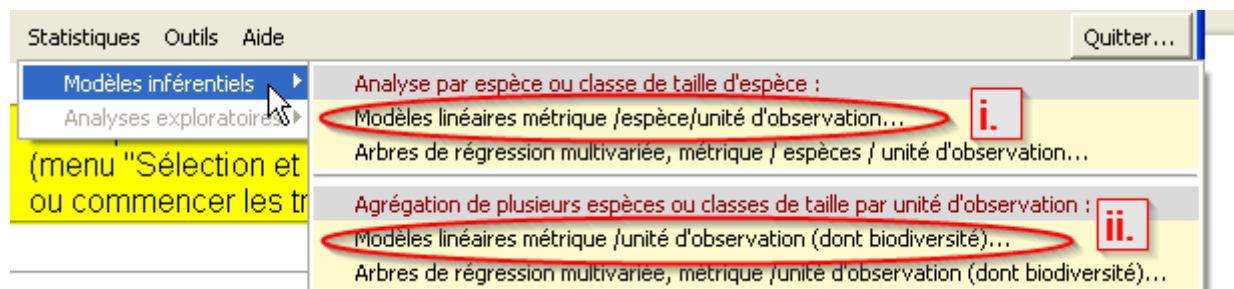 Statistiques Outils Aide Quitter...
Modèles inférentiels
Analyse par espèce ou classe de taille d'espèce :
Analyses exploratoires
Modèles linéaires métrique /espèce/unité d'observation...
i.
Arbres de régression multivariée, métrique / espèces / unité d'observation...
(menu "Sélection et
ou commencer les tr
Agrégation de plusieurs espèces ou classes de taille par unité d'observation :
Modèles linéaires métrique /unité d'observation (dont biodiversité)...
ii.
Arbres de régression multivariée, métrique /unité d'observation (dont biodiversité)...